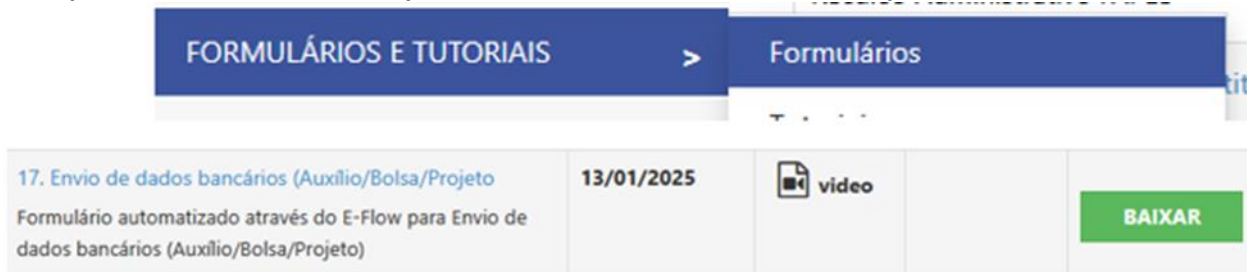 FORMULÁRIOS E TUTORIAIS > Formulários
17. Envio de dados bancários (Auxílio/Bolsa/Projeto 13/01/2025 video
Formulário automatizado através do E-Flow para Envio de
dados bancários (Auxílio/Bolsa/Projeto)
BAIXAR